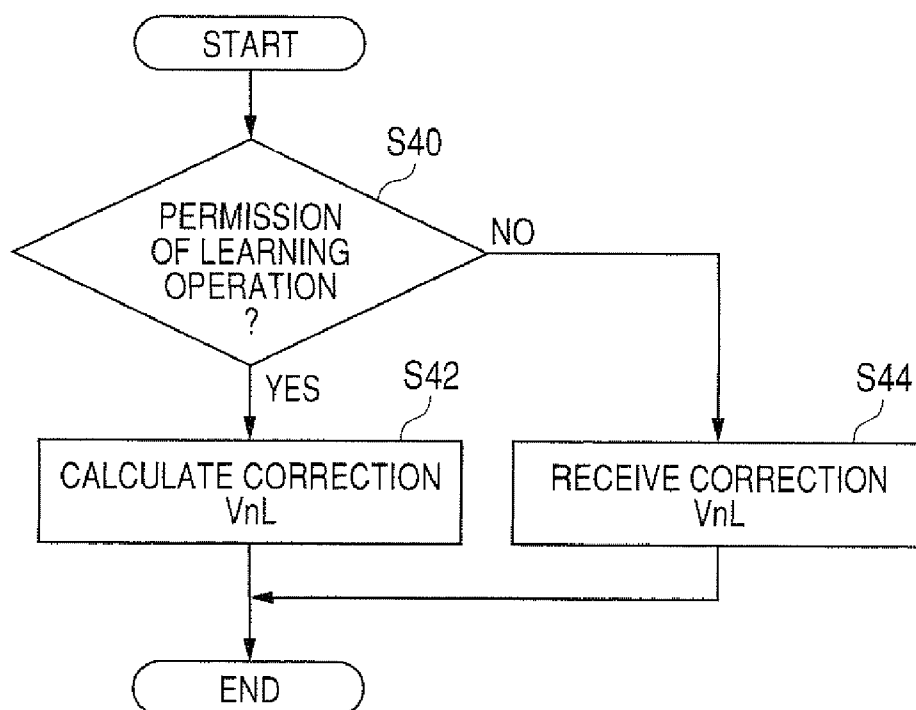 START
S40
PERMISSION
OF LEARNING
OPERATION
?
NO
YES
S42
CALCULATE CORRECTION
VnL
S44
RECEIVE CORRECTION
VnL
END